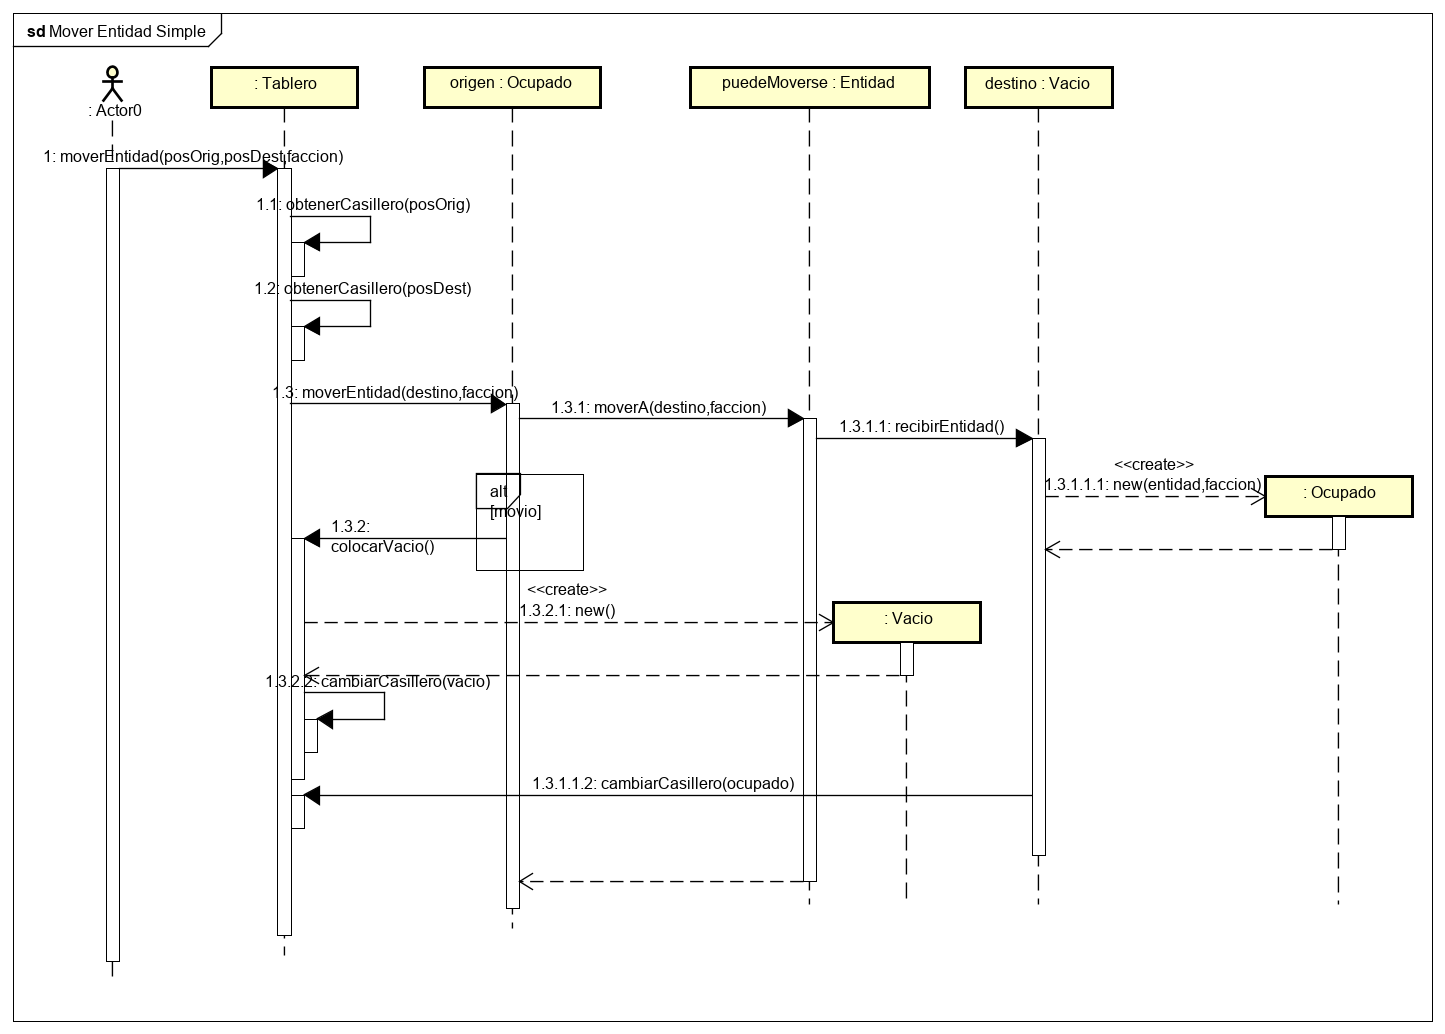 sd Mover Entidad Simple
: Actor0
: Tablero
origen : Ocupado
puedeMoverse : Entidad
destino : Vacio
1: moverEntidad(posOrig,posDest,faccion)
1.1: obtenerCasillero(posOrig)
1.2: obtenerCasillero(posDest)
1.3: moverEntidad(destino,faccion)
1.3.1: moverA(destino,faccion)
1.3.1.1: recibirEntidad()
<<create>>
1.3.1.1.1: new(entidad,faccion)
: Ocupado
alt
[movio]
1.3.2:
colocarVacio()
<<create>>
1.3.2.1: new()
: Vacio
1.3.2.2: cambiarCasillero(vacio)
1.3.1.1.2: cambiarCasillero(ocupado)